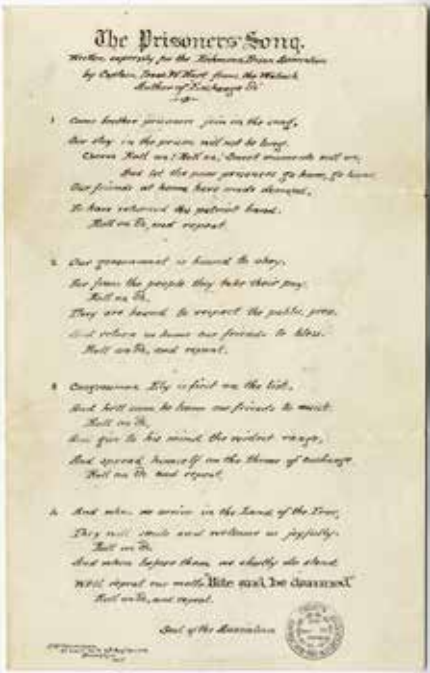 The Prisoners' Song.
Written expressly for the Richmond Prison Association
by Captain Isaac W. Hart from the Wabash
Author of Exchange &c
1 Come brother prisoners join in the song,
Our stay in the prison will not be long.
Chorus Roll on! Roll on! Sweet moments roll on,
And let the poor prisoners go home, go home
Our friends at home have made demand,
To have returned this patriot band.
Roll on &c, and repeat.
2 Our government is bound to obey,
For from the people they take their pay.
Roll on &c.
They are bound to respect the public
And return us home our friends to bless.
Roll on &c, and repeat.
3 Congressman Ely is first on the list,
And he'll soon be home our friends to
Roll on &c.
And give to his mind the widest range,
And spread himself on the theme of exchange
Roll on &c and repeat.
4 And when we arrive in the Land of the Free,
They will smile and welcome us joyfully.
Roll on &c.
And when before them we shortly do stand
We'll repeat our motto "Bite and be damned"
Roll on &c, and repeat.
Seal of the Association